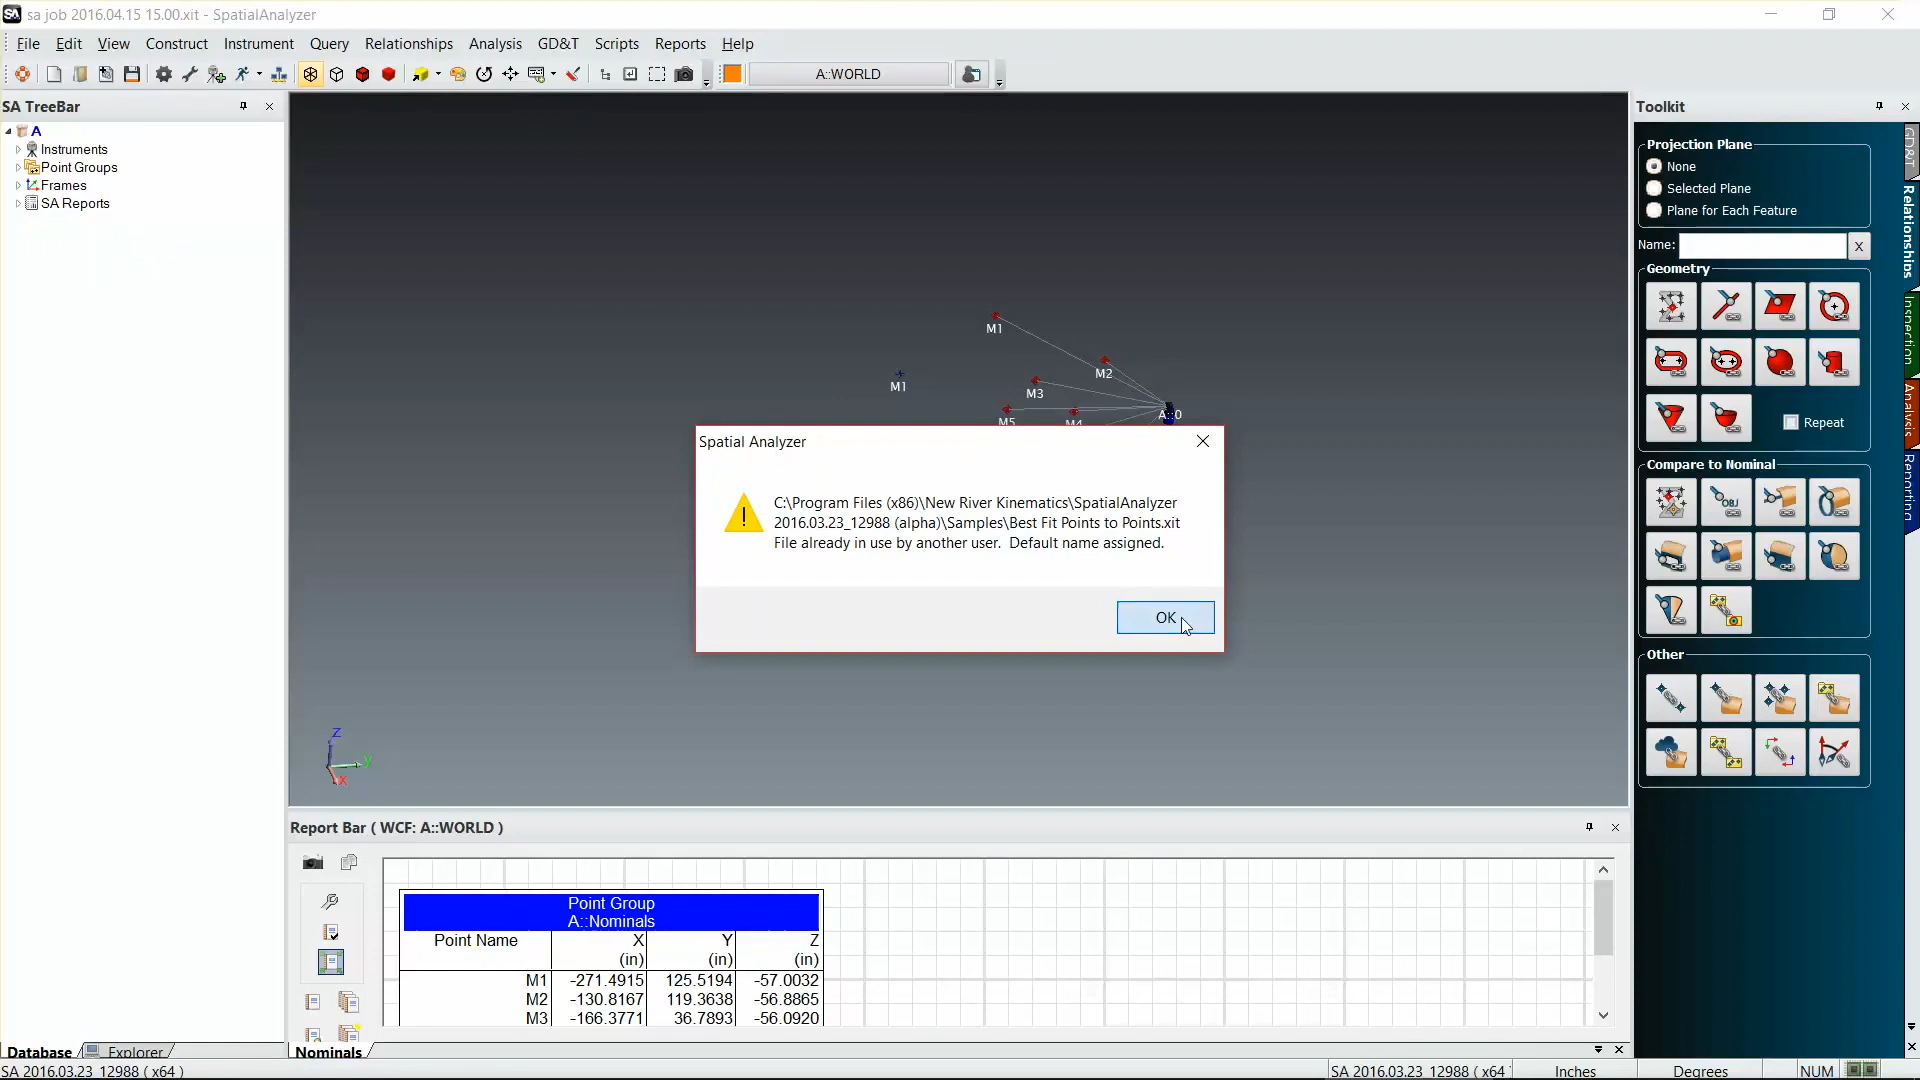 sa job 2016.04.15 15.00.xit - SpatialAnalyzer
File Edit View Construct Instrument Query Relationships Analysis GD&T Scripts Reports Help
A::WORLD
SA TreeBar
A
Instruments
Point Groups
Frames
SA Reports
M1
M2
M3
M1
M5
M4
A::0
Spatial Analyzer
C:\Program Files (x86)\New River Kinematics\SpatialAnalyzer
2016.03.23_12988 (alpha)\Samples\Best Fit Points to Points.xit
File already in use by another user. Default name assigned.
OK
Z
Y
X
Toolkit
Projection Plane
None
Selected Plane
Plane for Each Feature
Name:
X
Geometry
Repeat
Compare to Nominal
OBJ
Other
GD&T
Relationships
Inspection
Analysis
Reporting
Report Bar ( WCF: A::WORLD )
Point Group
A::Nominals
Point Name X Y Z
(in) (in) (in)
M1 -271.4915 125.5194 -57.0032
M2 -130.8167 119.3638 -56.8865
M3 -166.3771 36.7893 -56.0920
Database Explorer
Nominals
SA 2016.03.23_12988 ( x64 )
SA 2016.03.23_12988 ( x64 Inches Degrees NUM